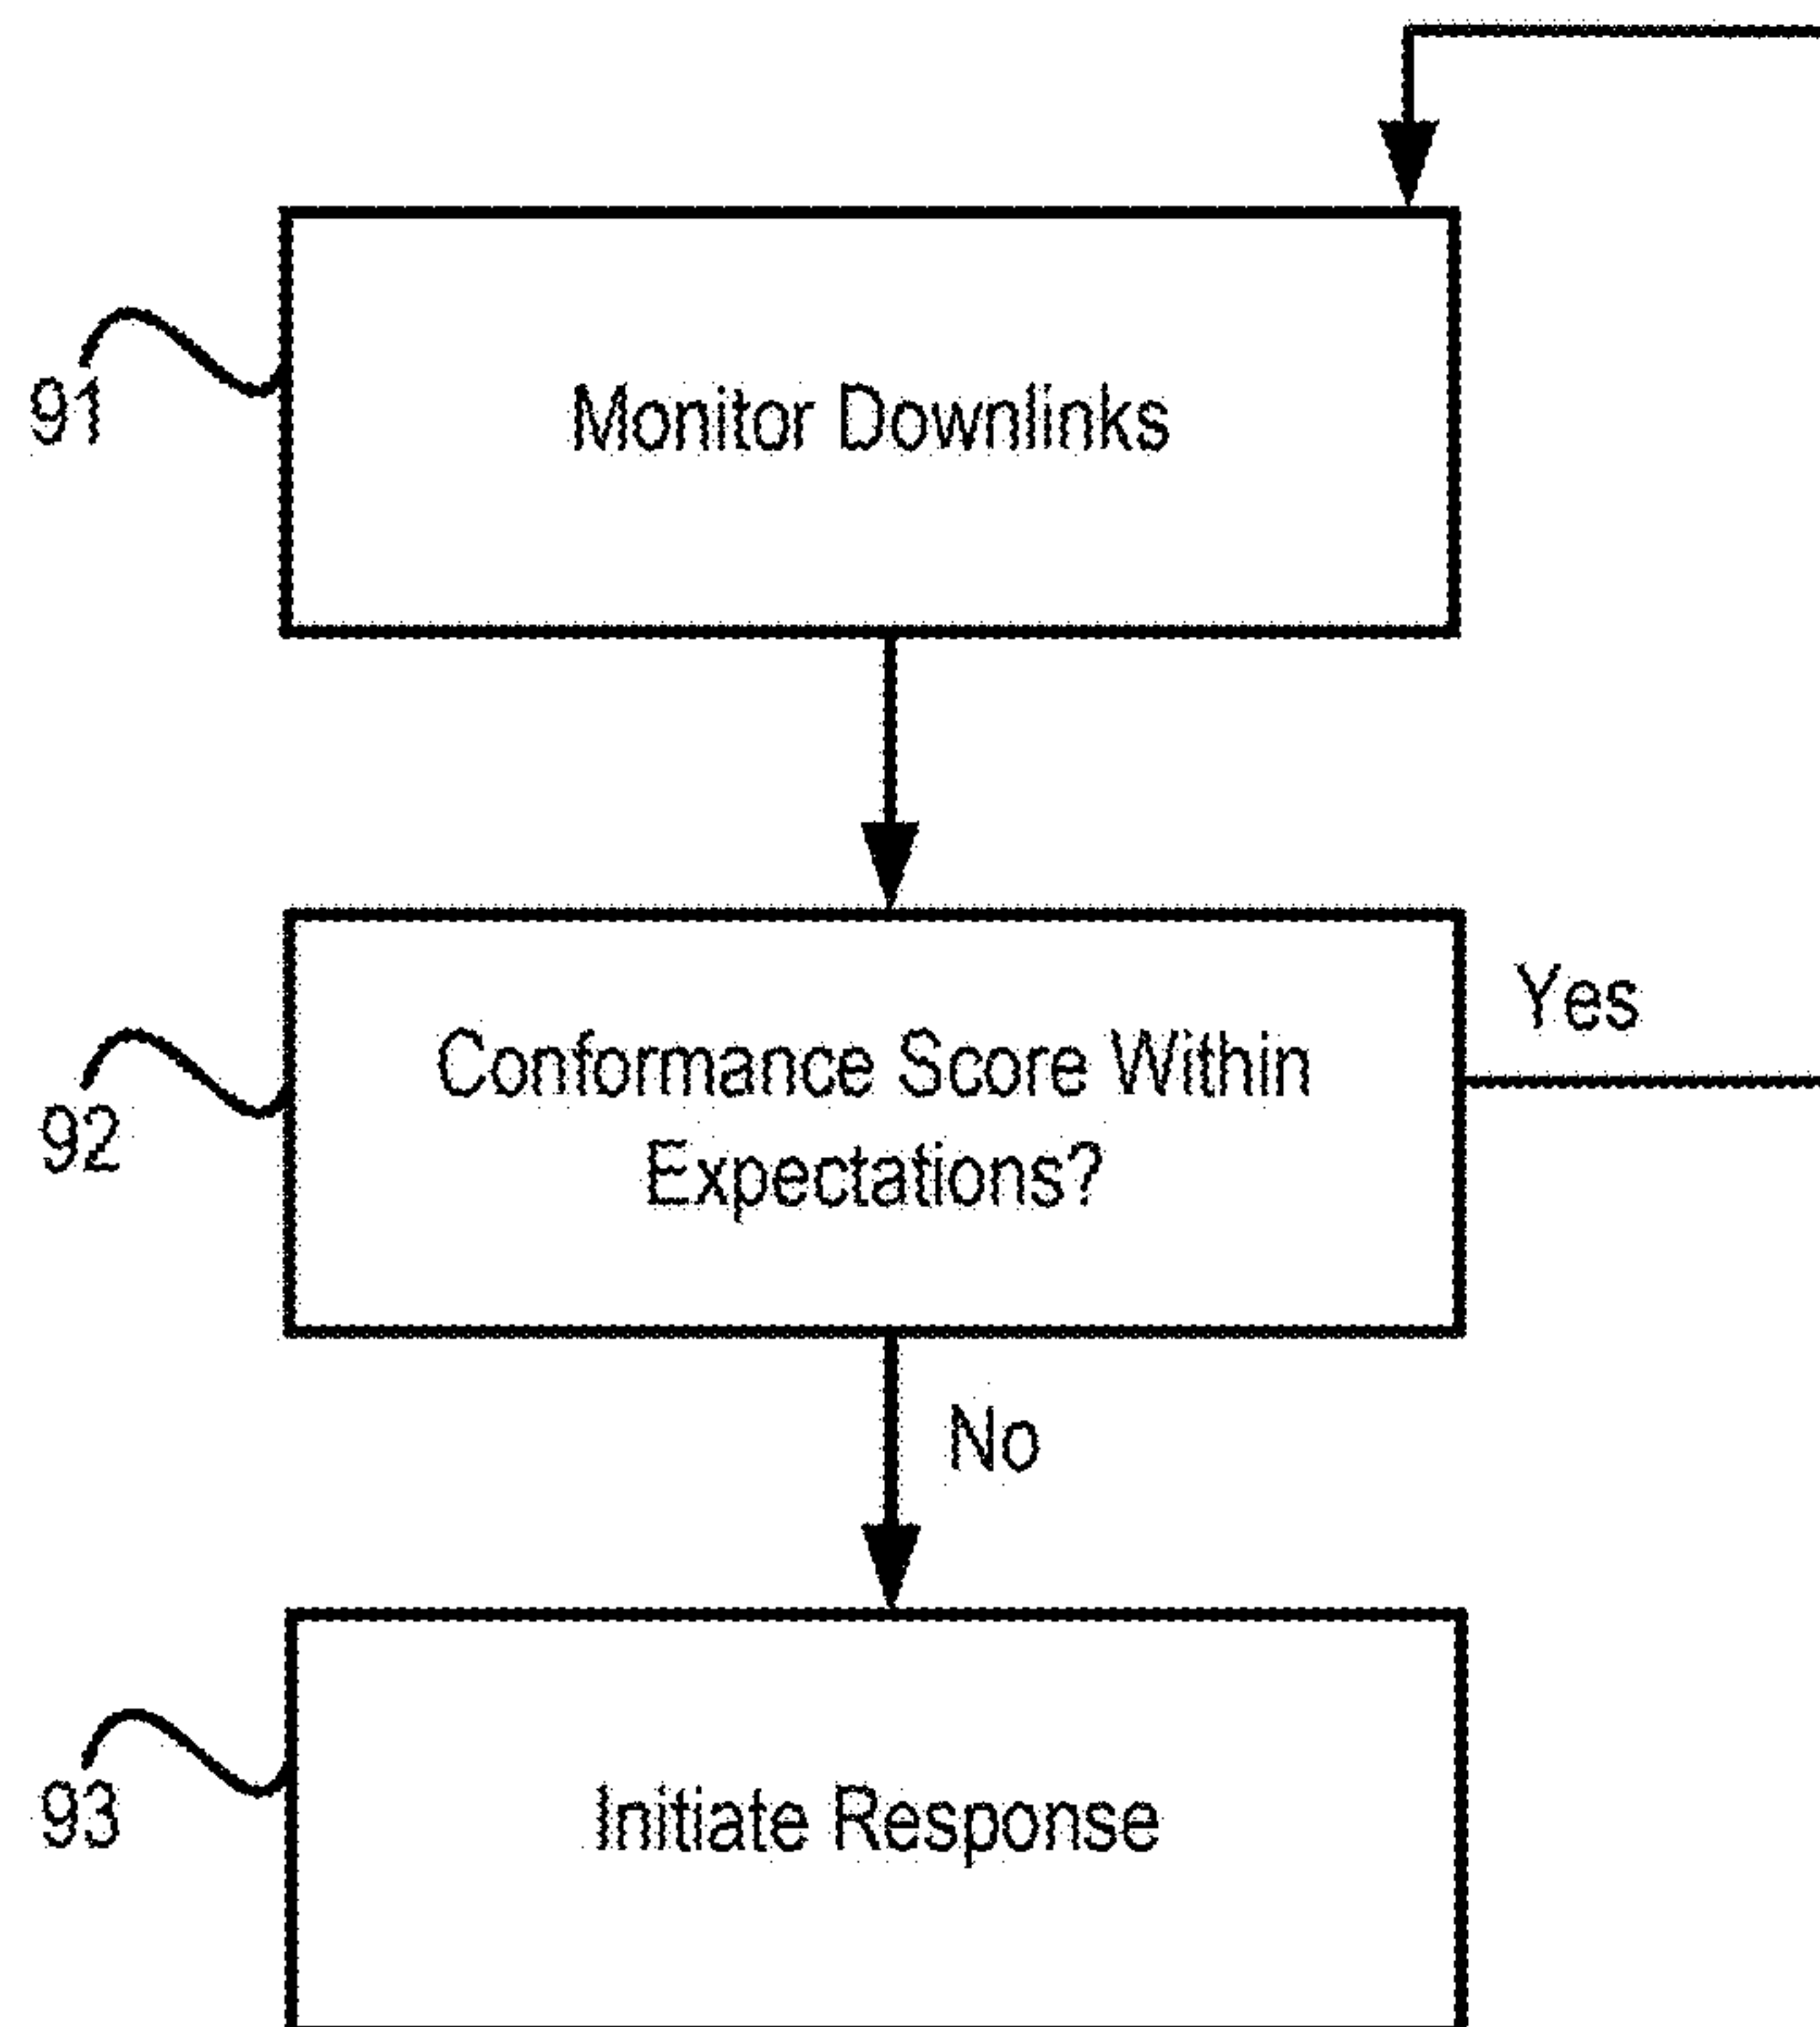 91
Monitor Downlinks
92
Conformance Score Within
Expectations?
Yes
No
93
Initiate Response